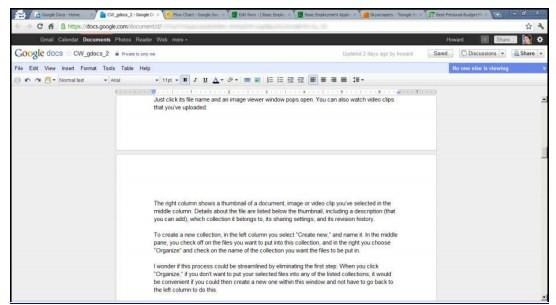 Google Docs - Home
CW_gdocs_2 - Google D
Flow Chart - Google
Edit Form - [ Basic Emplo
Basic Employment Applic
Skyscrapers - Google
Best Personal Budget
https://docs.google.com/document/d/
Gmail Calendar Documents Photos Reader Web more
Howard
Share
Google docs CW_gdocs_2 Private to only me
Updated 2 days ago by Howard
Saved
Discussions
Share
File Edit View Insert Format Tools Table Help
No one else is viewing
Normal text
Arial
11pt
B I U A
Just click its file name and an image viewer window pops open. You can also watch video clips
that you've uploaded.
The right column shows a thumbnail of a document, image or video clip you've selected in the
middle column. Details about the file are listed below the thumbnail, including a description (that
you can add), which collection it belongs to, its sharing settings, and its revision history.
To create a new collection, in the left column you select "Create new," and name it. In the middle
pane, you check off on the files you want to put into this collection, and in the right you choose
"Organize" and check on the name of the collection you want the files to be put in.
I wonder if this process could be streamlined by eliminating the first step: When you click
"Organize," if you don't want to put your selected files into any of the listed collections, it would
be convenient if you could then create a new one within this window and not have to go back to
the left column to do this.